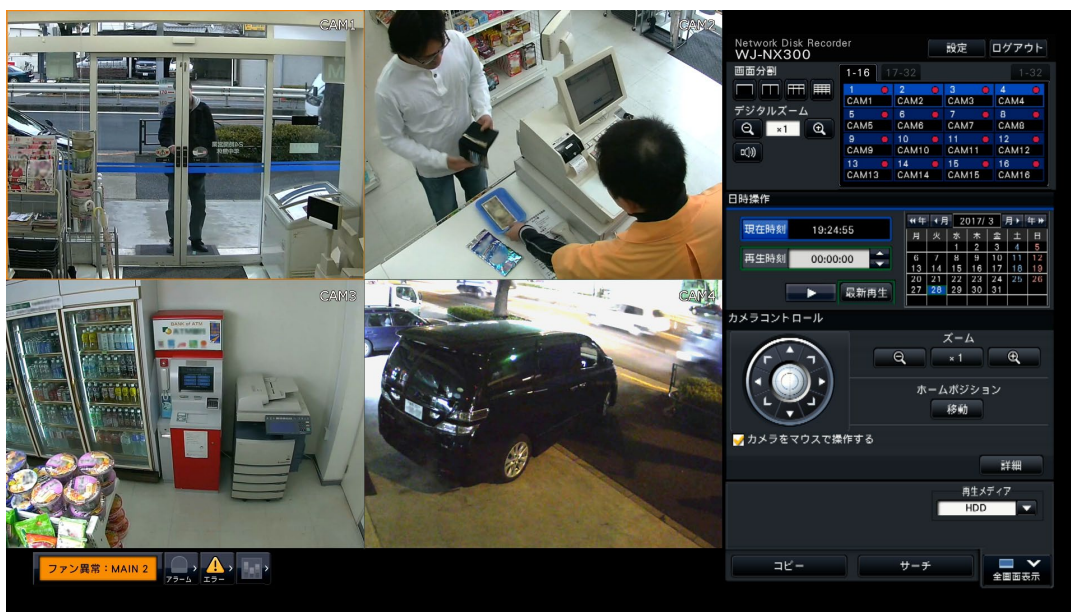 CAM1
CAM2
CAM3
BANK of ATM
CAM4
Network Disk Recorder
WJ-NX300
設定
ログアウト
画面分割
1-16
17-32
1-32
デジタルズーム
×1
1 2 3 4
CAM1 CAM2 CAM3 CAM4
5 6 7 8
CAM5 CAM6 CAM7 CAM8
9 10 11 12
CAM9 CAM10 CAM11 CAM12
13 14 15 16
CAM13 CAM14 CAM15 CAM16
日時操作
現在時刻 19:24:55
再生時刻 00:00:00
最新再生
年 月 2017/ 3 月 年
月 火 水 木 金 土 日
1 2 3 4 5
6 7 8 9 10 11 12
13 14 15 16 17 18 19
20 21 22 23 24 25 26
27 28 29 30 31
カメラコントロール
ズーム
×1
ホームポジション
移動
カメラをマウスで操作する
詳細
再生メディア
HDD
コピー
サーチ
全画面表示
ファン異常：MAIN 2
アラーム
エラー